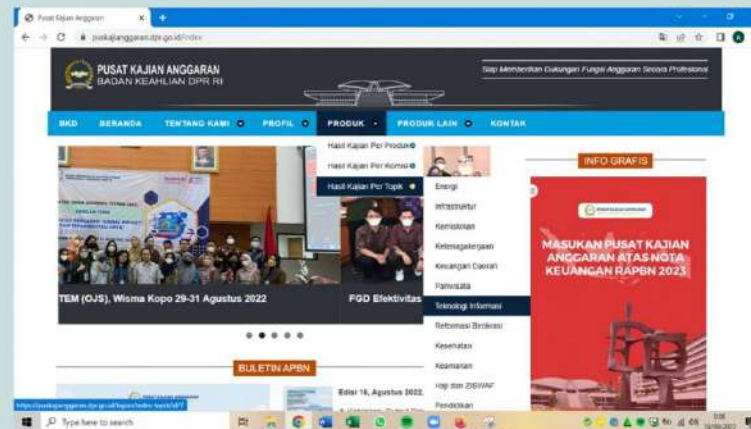 Pusat Kajian Anggaran
puskajianggaran.dpr.go.id/index
PUSAT KAJIAN ANGGARAN
BADAN KEAHLIAN DPR RI
Siap Memberikan Dukungan Fungsi Anggaran Secara Profesional
BKD BERANDA TENTANG KAMI PROFIL PRODUK PRODUK LAIN KONTAK
Hasil Kajian Per Produk
Hasil Kajian Per Komisi
Hasil Kajian Per Topik
Energi
Infrastruktur
Kemiskinan
Ketenagakerjaan
Keuangan Daerah
Pariwisata
Teknologi Informasi
Reformasi Birokrasi
Kesehatan
Keamanan
Haji dan ZISWAF
Pendidikan
TEM (OJS), Wisma Kopo 29-31 Agustus 2022
FGD Efektivitas
BULETIN APBN
Edisi 16, Agustus 2022.
INFO GRAFIS
PUSAT KAJIAN ANGGARAN
MASUKAN PUSAT KAJIAN
ANGGARAN ATAS NOTA
KEUANGAN RAPBN 2023
Type here to search